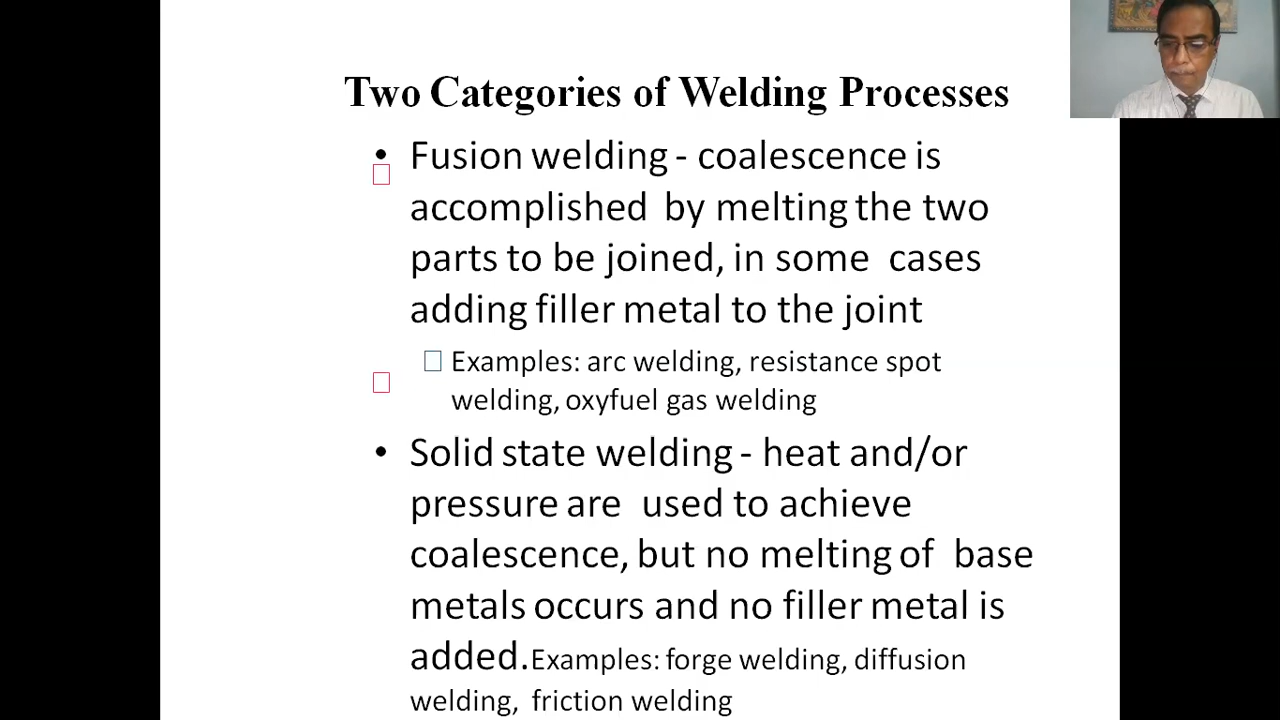 Two Categories of Welding Processes
• Fusion welding - coalescence is
accomplished by melting the two
parts to be joined, in some cases
adding filler metal to the joint
Examples: arc welding, resistance spot
welding, oxyfuel gas welding
• Solid state welding - heat and/or
pressure are used to achieve
coalescence, but no melting of base
metals occurs and no filler metal is
added.Examples: forge welding, diffusion
welding, friction welding